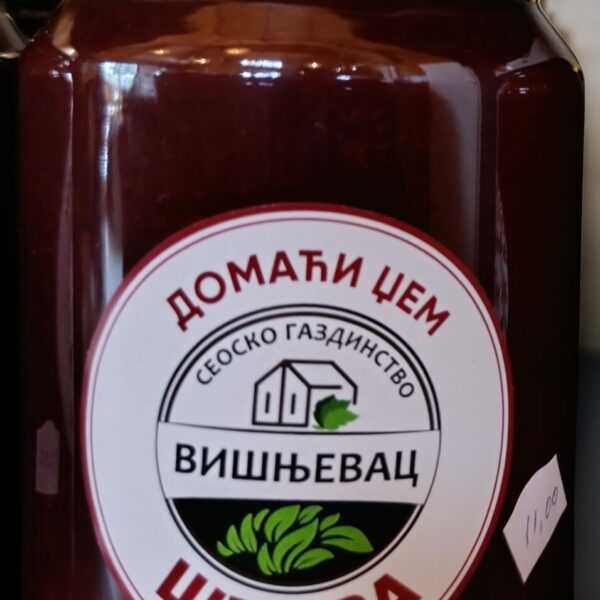 ДОМАЋИ ЏЕМ
СЕОСКО ГАЗДИНСТВО
ВИШЊЕВАЦ
11,00